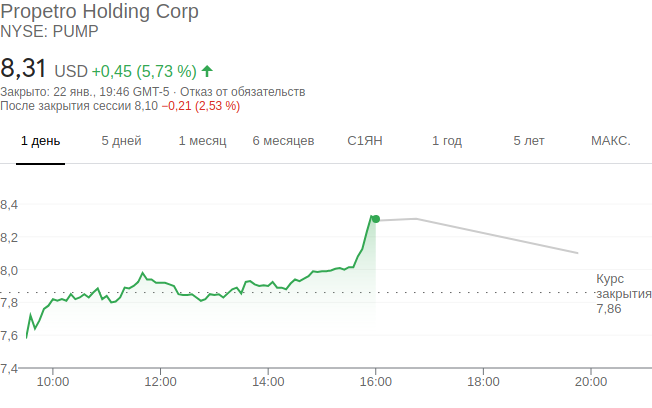 Propetro Holding Corp
NYSE: PUMP
8,31 USD +0,45 (5,73 %)
Закрыто: 22 янв., 19:46 GMT-5 · Отказ от обязательств
После закрытия сессии 8,10 −0,21 (2,53 %)
1 день 5 дней 1 месяц 6 месяцев С1ЯН 1 год 5 лет МАКС.
8,4
8,2
8,0
7,8
7,6
7,4
Курс
закрытия
7,86
10:00 12:00 14:00 16:00 18:00 20:00